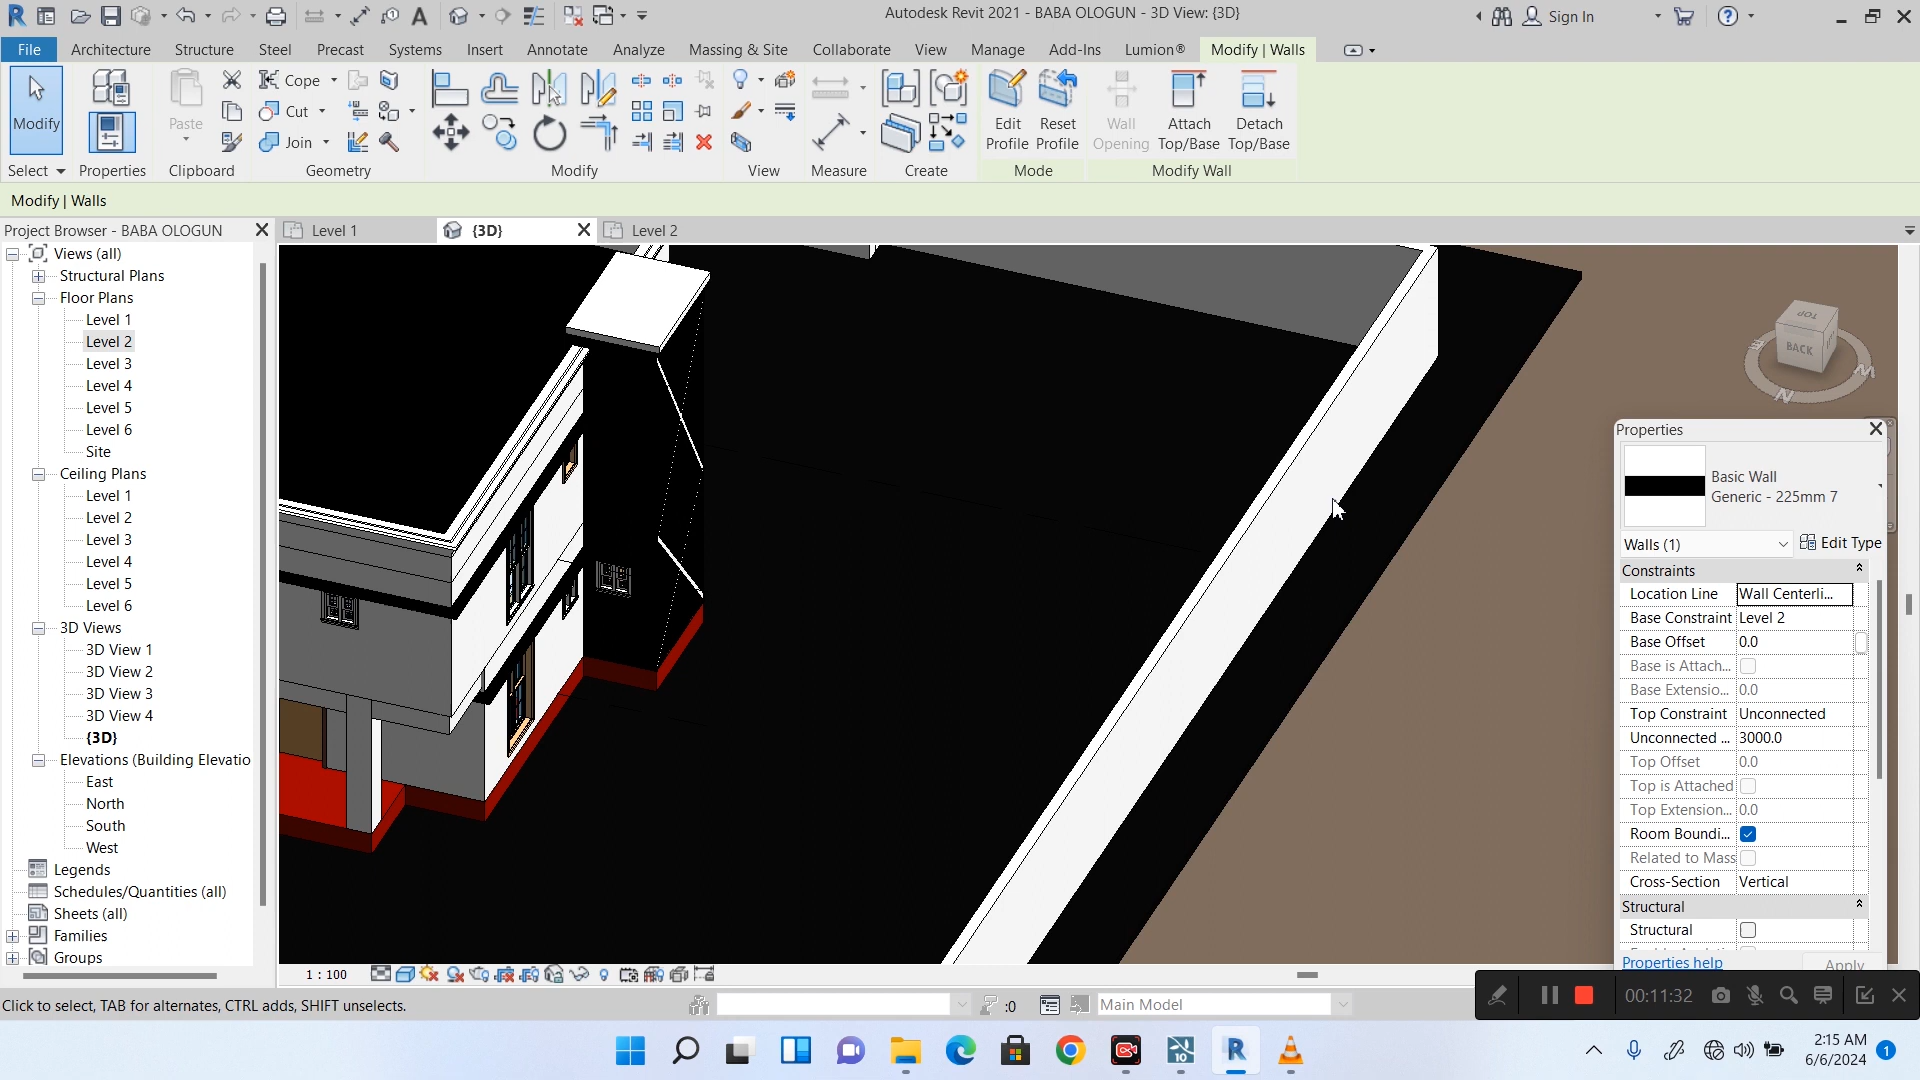 Autodesk Revit 2021 - BABA OLOGUN - 3D View: {3D}
Sign In
File Architecture Structure Steel Precast Systems Insert Annotate Analyze Massing & Site Collaborate View Manage Add-Ins Lumion® Modify | Walls
Modify
Paste
Cope
Cut
Join
Edit Profile
Reset Profile
Wall Opening
Attach Top/Base
Detach Top/Base
Select Properties Clipboard Geometry Modify View Measure Create Mode Modify Wall
Modify | Walls
Project Browser - BABA OLOGUN
Level 1
{3D}
Level 2
Views (all)
Structural Plans
Floor Plans
Level 1
Level 2
Level 3
Level 4
Level 5
Level 6
Site
Ceiling Plans
Level 1
Level 2
Level 3
Level 4
Level 5
Level 6
3D Views
3D View 1
3D View 2
3D View 3
3D View 4
{3D}
Elevations (Building Elevatio
East
North
South
West
Legends
Schedules/Quantities (all)
Sheets (all)
Families
Groups
TOP
BACK
N
Properties
Basic Wall
Generic - 225mm 7
Walls (1)
Edit Type
Constraints
Location Line Wall Centerli...
Base Constraint Level 2
Base Offset 0.0
Base is Attach...
Base Extensio... 0.0
Top Constraint Unconnected
Unconnected ... 3000.0
Top Offset 0.0
Top is Attached
Top Extension... 0.0
Room Boundi...
Related to Mass
Cross-Section Vertical
Structural
Structural
Properties help
Apply
1 : 100
Click to select, TAB for alternates, CTRL adds, SHIFT unselects.
:0
Main Model
00:11:32
10
R
2:15 AM
6/6/2024
1